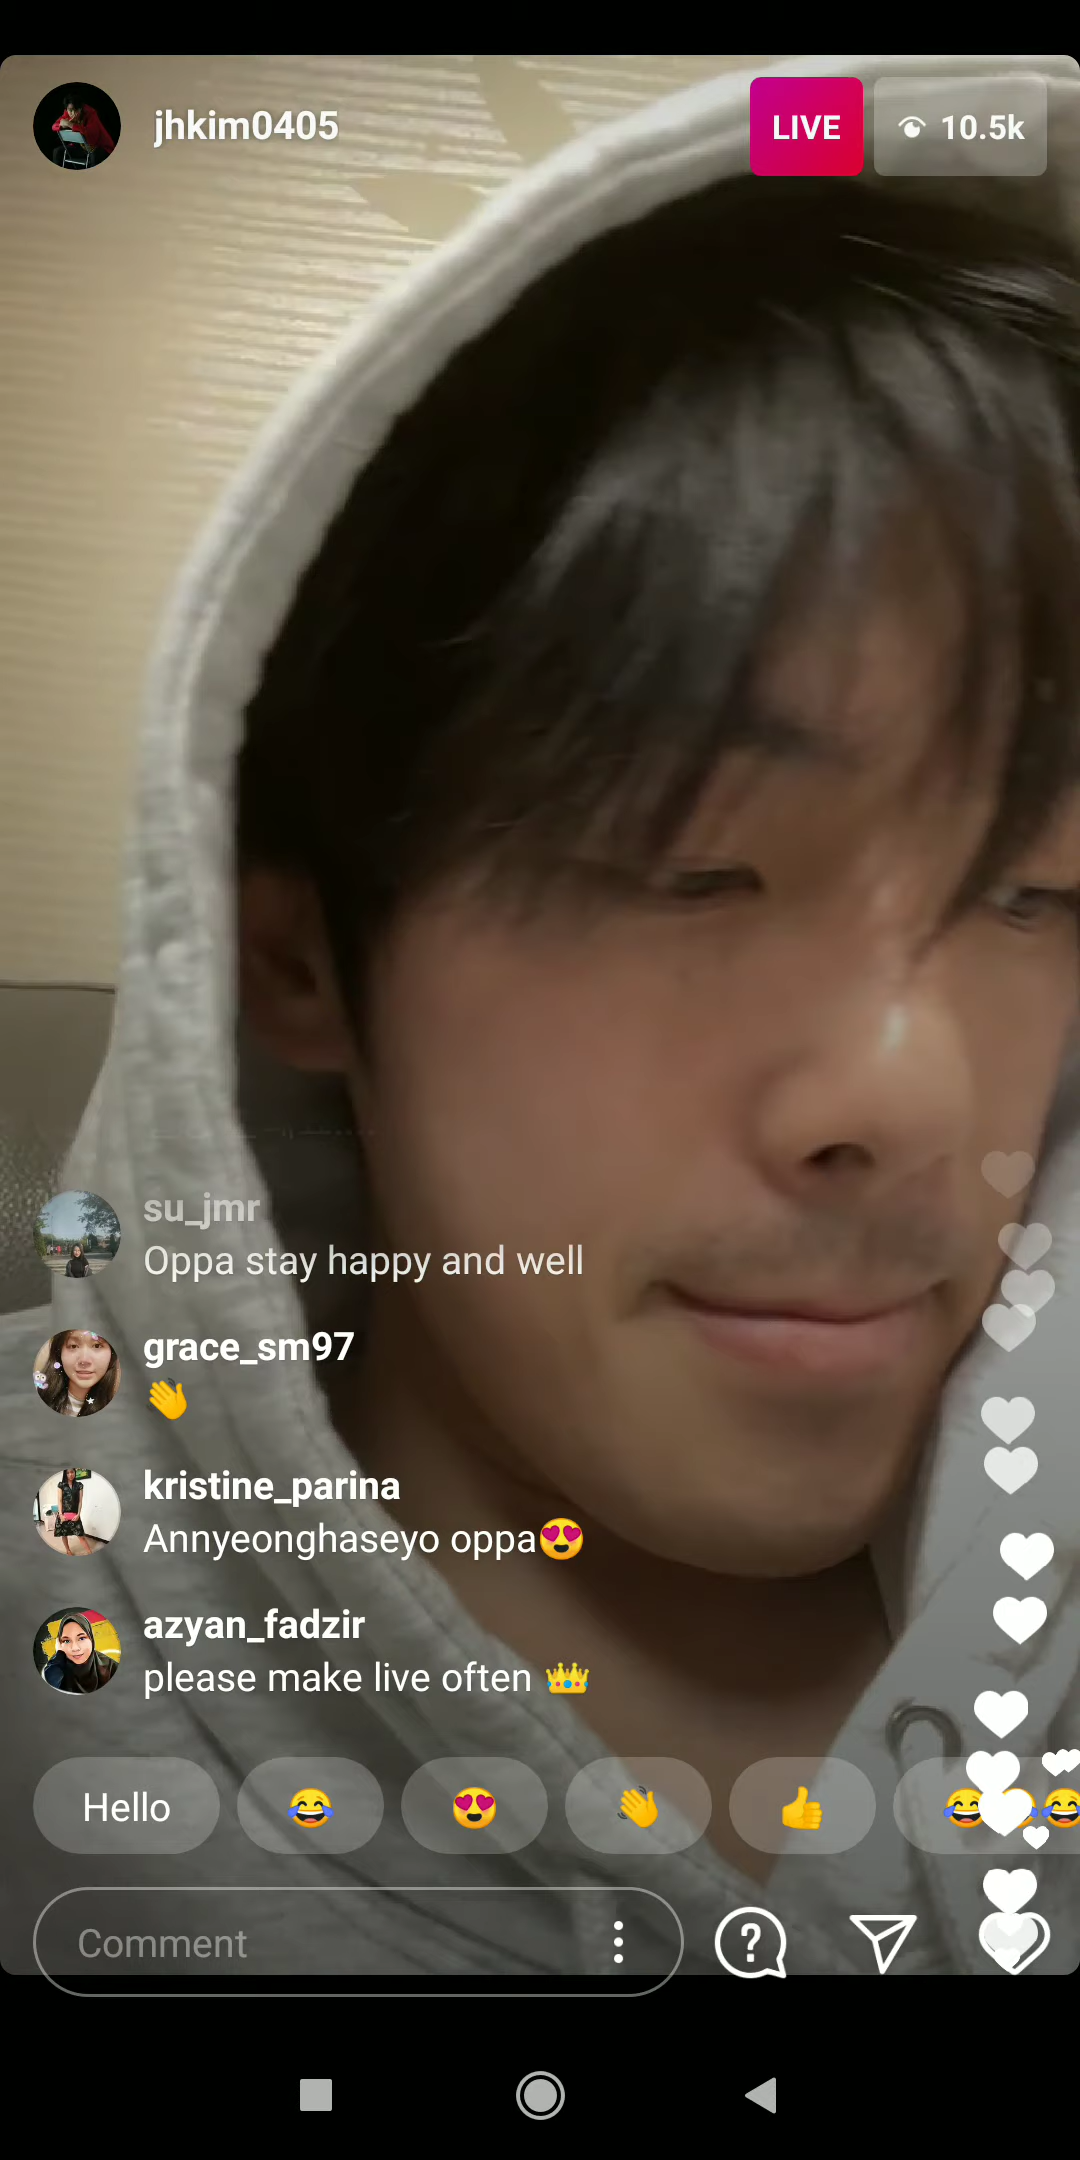 jhkim0405
LIVE
10.5k
su_jmr
Oppa stay happy and well
grace_sm97
👋
kristine_parina
Annyeonghaseyo oppa😍
azyan_fadzir
please make live often 👑
Hello
Comment